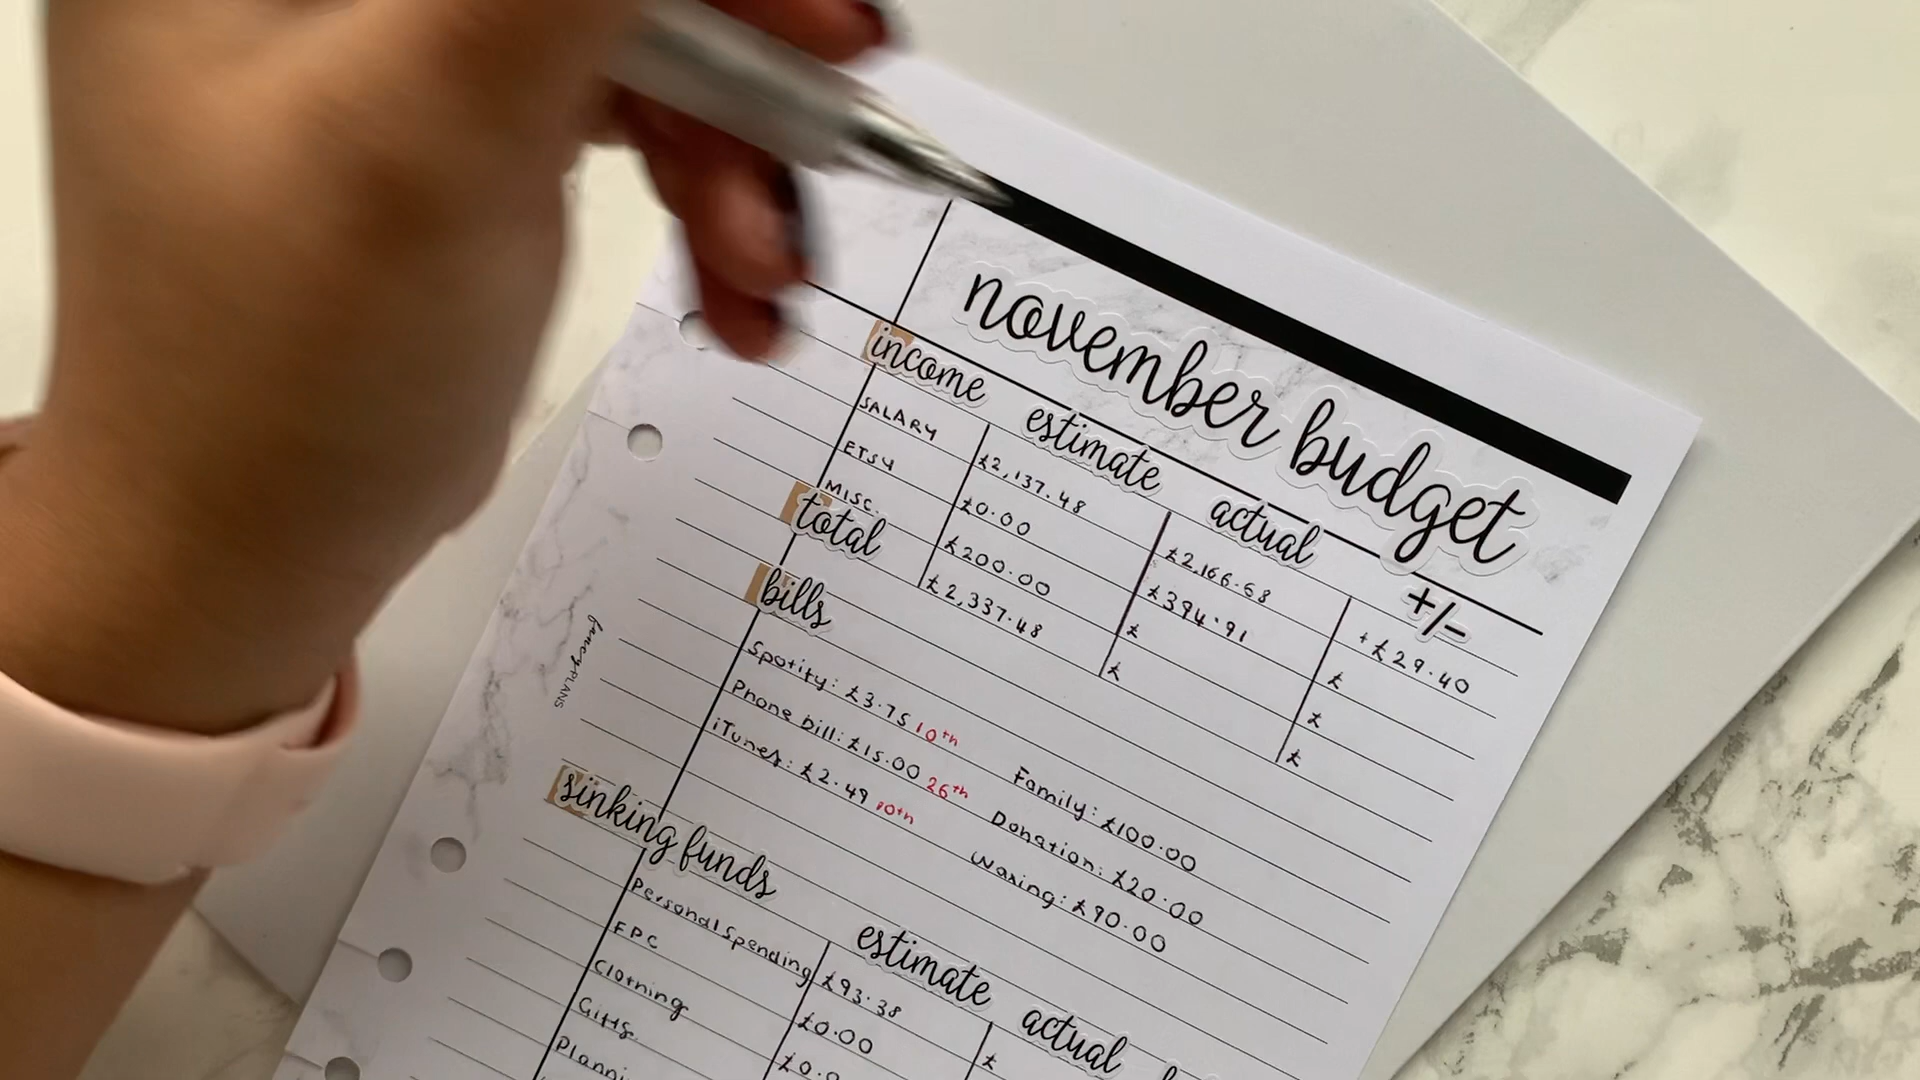 november budget
income estimate actual +/-
SALARY £2,137.48 £2,166.68 + £29.40
ETSY £0.00 £394.91 £
MISC. £200.00 £ £
total £2,337.48 £ £
bills
Spotify: £3.75 10th Family: £100.00
Phone bill: £15.00 26th Donation: £20.00
iTunes: £2.49 10th Waxing: £90.00
sinking funds estimate actual
Personal Spending £93.38 £
EPC £0.00
Clothing £0.0
Gifts
fancyPLANS